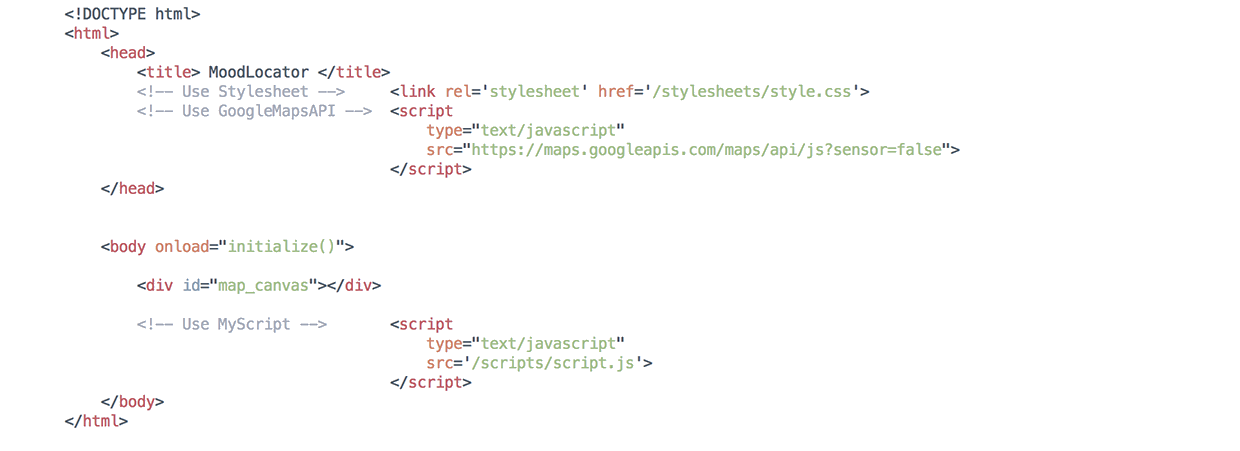 <!DOCTYPE html>
<html>
<head>
<title> MoodLocator </title>
<!-- Use Stylesheet --> <link rel='stylesheet' href='/stylesheets/style.css'>
<!-- Use GoogleMapsAPI --> <script
type="text/javascript"
src="https://maps.googleapis.com/maps/api/js?sensor=false">
</script>
</head>
<body onload="initialize()">
<div id="map_canvas"></div>
<!-- Use MyScript --> <script
type="text/javascript"
src='/scripts/script.js'>
</script>
</body>
</html>